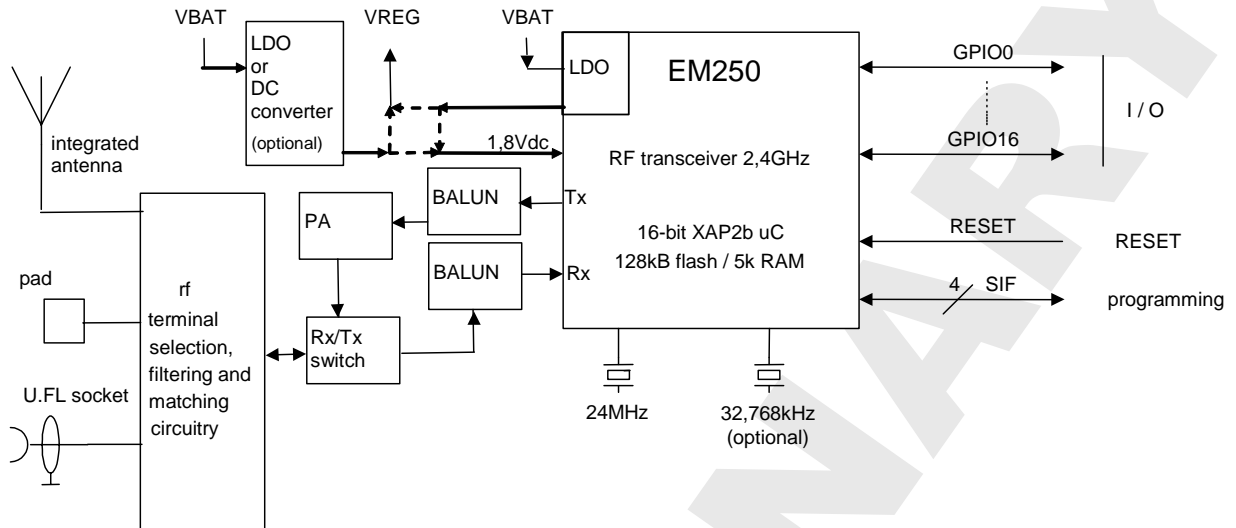 VBAT
VREG
VBAT
LDO
or
DC
converter
(optional)
LDO
EM250
GPIO0
I / O
GPIO16
integrated
antenna
1,8Vdc
RF transceiver 2,4GHz
BALUN
Tx
PA
16-bit XAP2b uC
128kB flash / 5k RAM
RESET
RESET
BALUN
Rx
4
SIF
programming
pad
rf
terminal
selection,
filtering and
matching
circuitry
Rx/Tx
switch
U.FL socket
24MHz
32,768kHz
(optional)
NARY